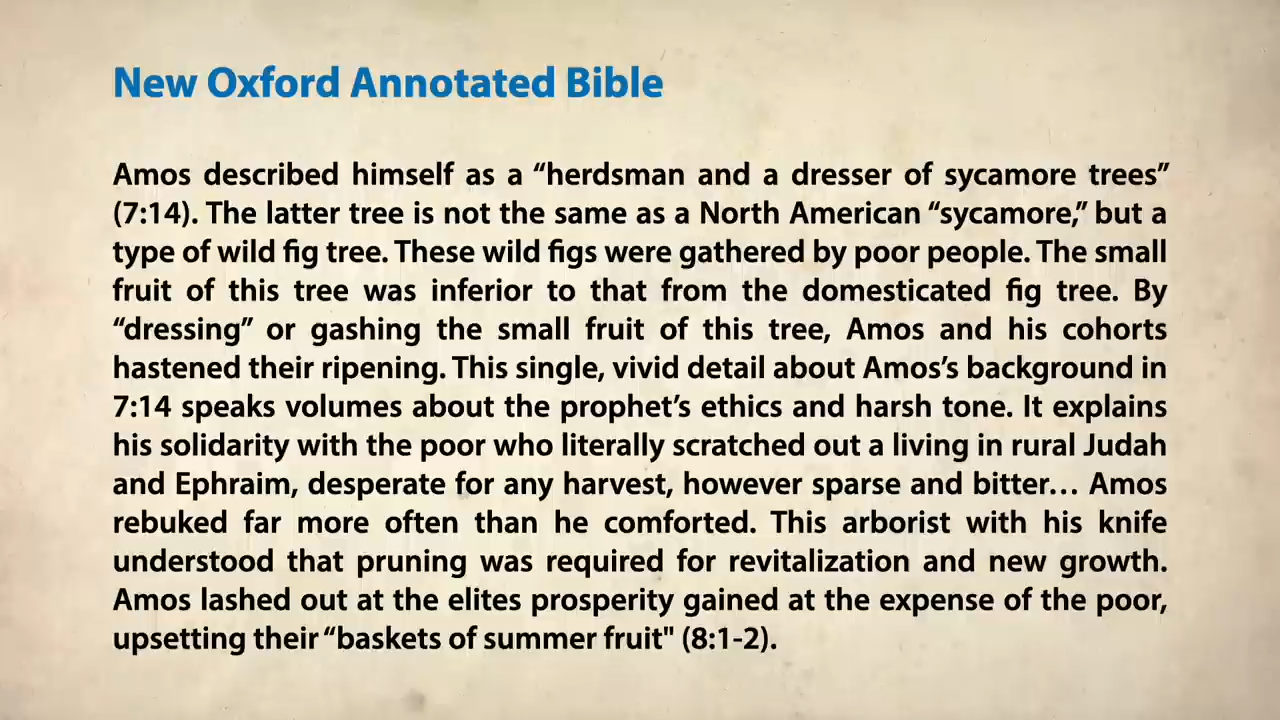 New Oxford Annotated Bible
Amos described himself as a “herdsman and a dresser of sycamore trees”
(7:14). The latter tree is not the same as a North American “sycamore,” but a
type of wild fig tree. These wild figs were gathered by poor people. The small
fruit of this tree was inferior to that from the domesticated fig tree. By
“dressing” or gashing the small fruit of this tree, Amos and his cohorts
hastened their ripening. This single, vivid detail about Amos’s background in
7:14 speaks volumes about the prophet’s ethics and harsh tone. It explains
his solidarity with the poor who literally scratched out a living in rural Judah
and Ephraim, desperate for any harvest, however sparse and bitter… Amos
rebuked far more often than he comforted. This arborist with his knife
understood that pruning was required for revitalization and new growth.
Amos lashed out at the elites prosperity gained at the expense of the poor,
upsetting their “baskets of summer fruit" (8:1-2).